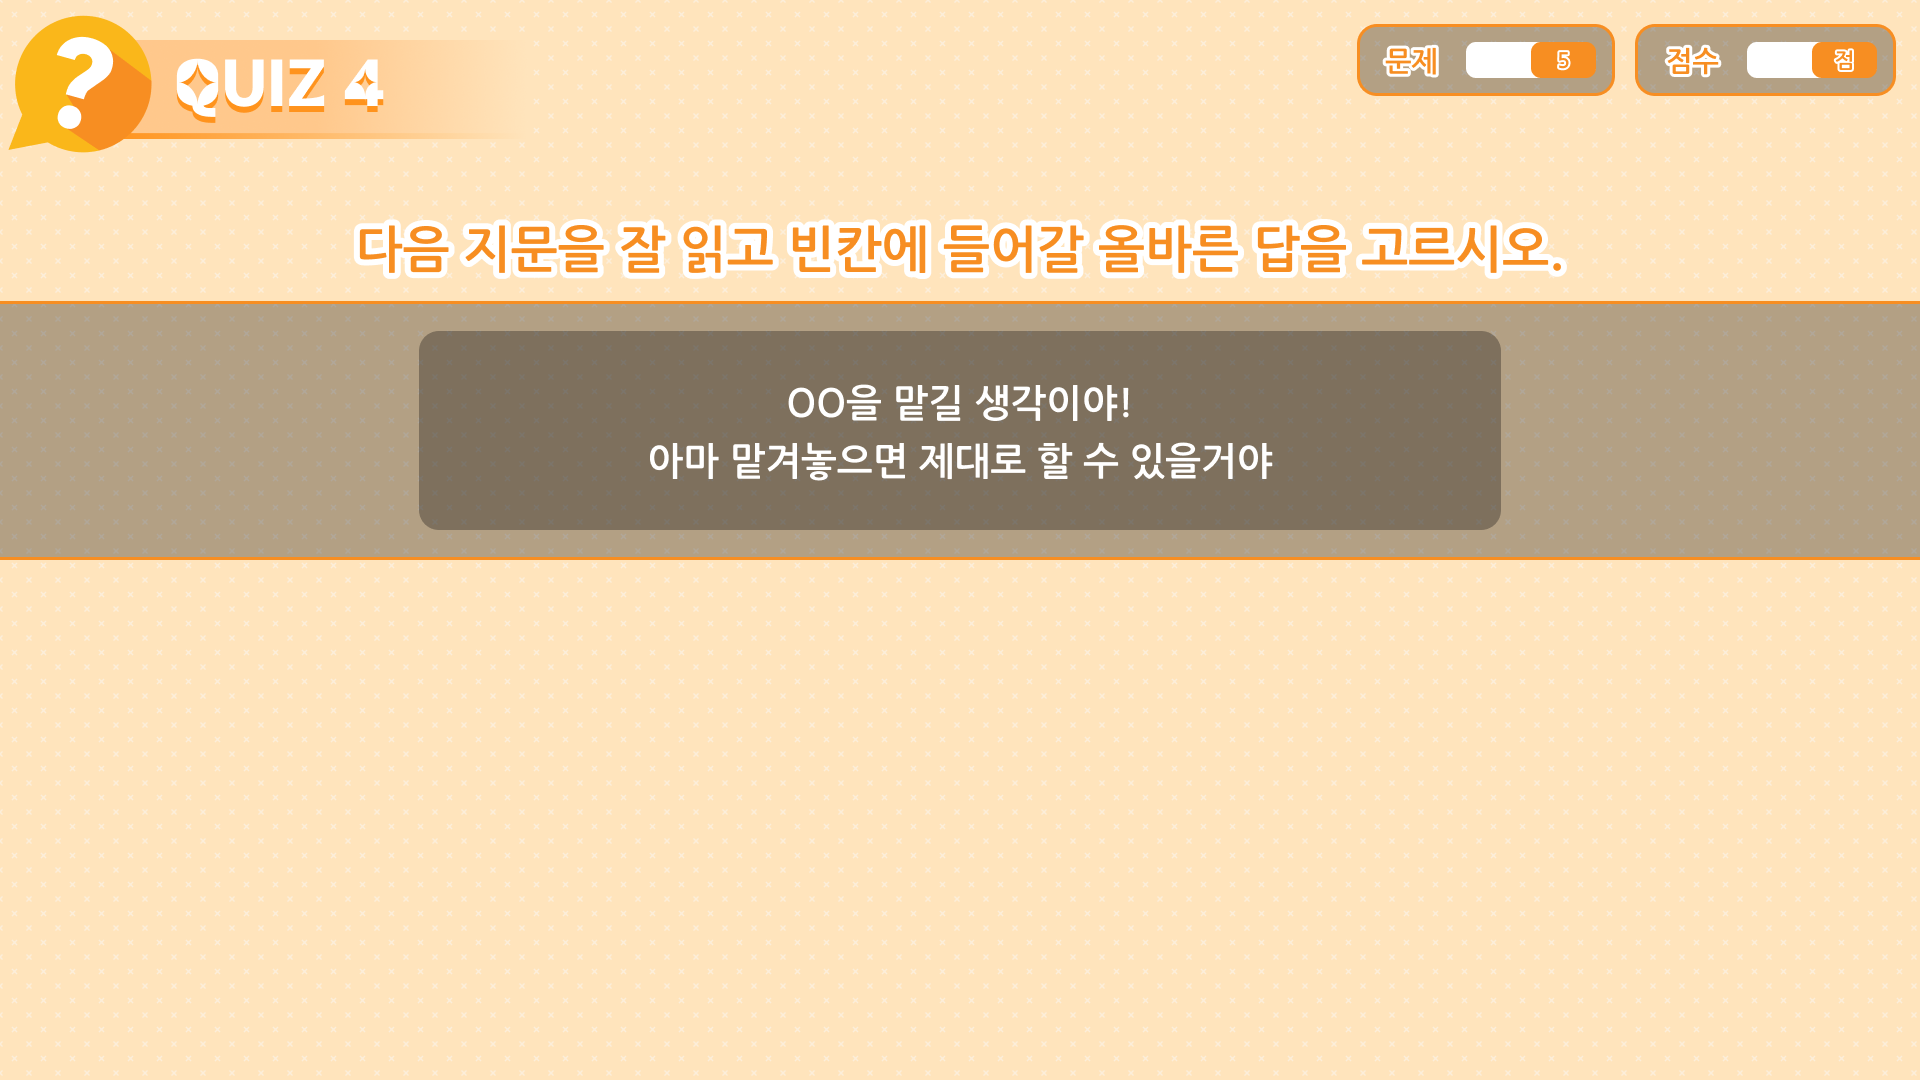 ?
QUIZ 4
문제 5
점수 점
다음 지문을 잘 읽고 빈칸에 들어갈 올바른 답을 고르시오.
OO을 맡길 생각이야!
아마 맡겨놓으면 제대로 할 수 있을거야